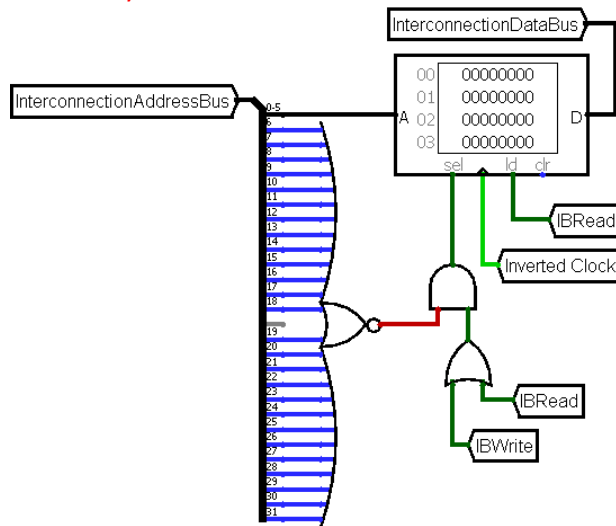 InterconnectionDataBus
InterconnectionAddressBus
00 00000000
01 00000000
02 00000000
03 00000000
A
D
sel
ld
clr
0-5
6
7
8
9
10
11
12
13
14
15
16
17
18
19
20
21
22
23
24
25
26
27
28
29
30
31
IBRead
Inverted Clock
IBRead
IBWrite